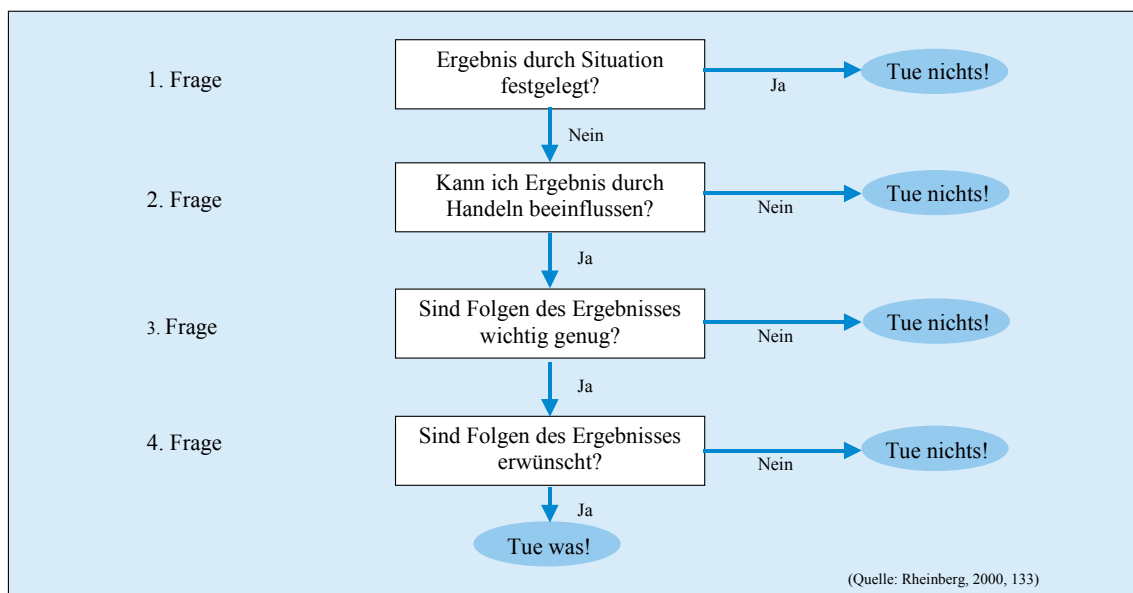 1. Frage
Ergebnis durch Situation
festgelegt?
Ja
Tue nichts!
Nein
2. Frage
Kann ich Ergebnis durch
Handeln beeinflussen?
Nein
Tue nichts!
Ja
3. Frage
Sind Folgen des Ergebnisses
wichtig genug?
Nein
Tue nichts!
Ja
4. Frage
Sind Folgen des Ergebnisses
erwünscht?
Nein
Tue nichts!
Ja
Tue was!
(Quelle: Rheinberg, 2000, 133)